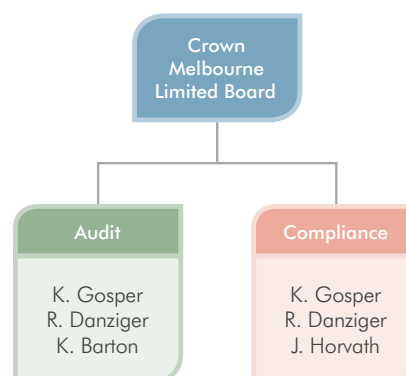 Crown
Melbourne
Limited Board
Audit
K. Gosper
R. Danziger
K. Barton
Compliance
K. Gosper
R. Danziger
J. Horvath